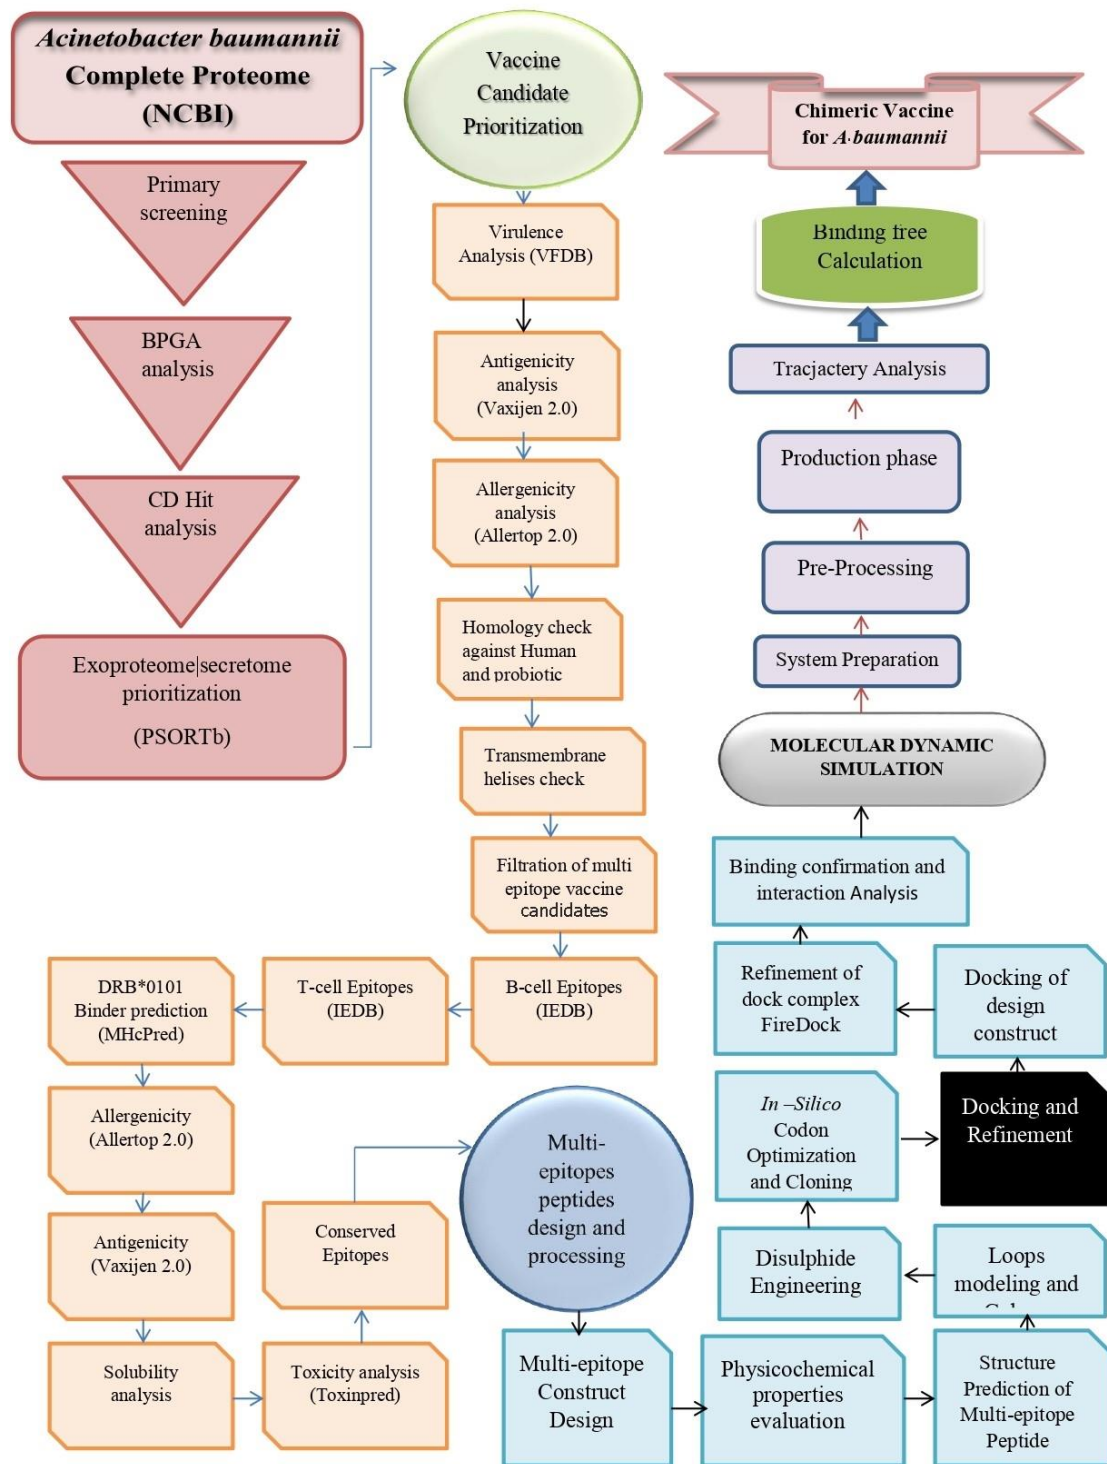 Acinetobacter baumannii
Complete Proteome
(NCBI)
Primary
screening
BPGA
analysis
CD Hit
analysis
Exoproteome|secretome
prioritization
(PSORTb)
Vaccine
Candidate
Prioritization
Virulence
Analysis (VFDB)
Antigenicity
analysis
(Vaxijen 2.0)
Allergenicity
analysis
(Allertop 2.0)
Homology check
against Human
and probiotic
Transmembrane
helises check
Filtration of multi
epitope vaccine
candidates
B-cell Epitopes
(IEDB)
T-cell Epitopes
(IEDB)
DRB*0101
Binder prediction
(MHcPred)
Allergenicity
(Allertop 2.0)
Antigenicity
(Vaxijen 2.0)
Solubility
analysis
Toxicity analysis
(Toxinpred)
Conserved
Epitopes
Multi-
epitopes
peptides
design and
processing
Multi-epitope
Construct
Design
Physicochemical
properties
evaluation
Structure
Prediction of
Multi-epitope
Peptide
Loops
modeling and
Disulphide
Engineering
In –Silico
Codon
Optimization
and Cloning
Docking and
Refinement
Docking of
design
construct
Refinement of
dock complex
FireDock
Binding confirmation and
interaction Analysis
MOLECULAR DYNAMIC
SIMULATION
System Preparation
Pre-Processing
Production phase
Tracjactery Analysis
Binding free
Calculation
Chimeric Vaccine
for A.baumannii